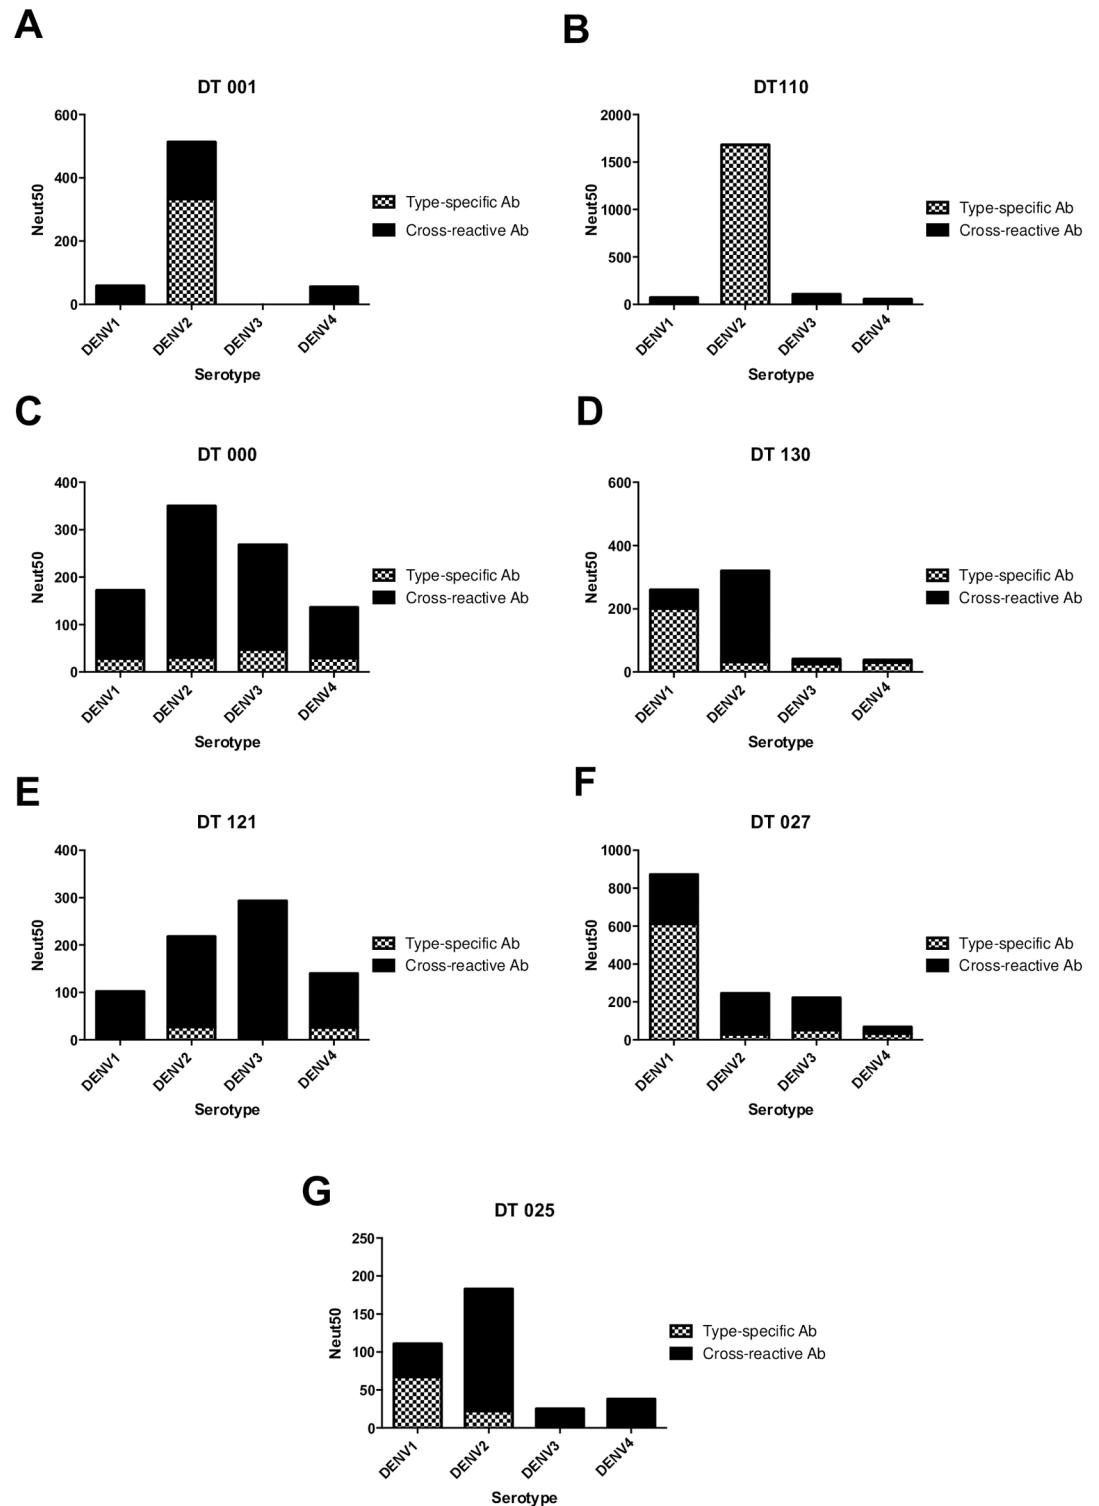 A
DT 001
600
400
200
0
Neut50
DENV1
DENV2
DENV3
DENV4
Serotype
Type-specific Ab
Cross-reactive Ab
B
DT110
2000
1500
1000
500
0
Neut50
DENV1
DENV2
DENV3
DENV4
Serotype
Type-specific Ab
Cross-reactive Ab
C
DT 000
400
300
200
100
0
Neut50
DENV1
DENV2
DENV3
DENV4
Serotype
Type-specific Ab
Cross-reactive Ab
D
DT 130
600
400
200
0
Neut50
DENV1
DENV2
DENV3
DENV4
Serotype
Type-specific Ab
Cross-reactive Ab
E
DT 121
400
300
200
100
0
Neut50
DENV1
DENV2
DENV3
DENV4
Serotype
Type-specific Ab
Cross-reactive Ab
F
DT 027
1000
800
600
400
200
0
Neut50
DENV1
DENV2
DENV3
DENV4
Serotype
Type-specific Ab
Cross-reactive Ab
G
DT 025
250
200
150
100
50
0
Neut50
DENV1
DENV2
DENV3
DENV4
Serotype
Type-specific Ab
Cross-reactive Ab